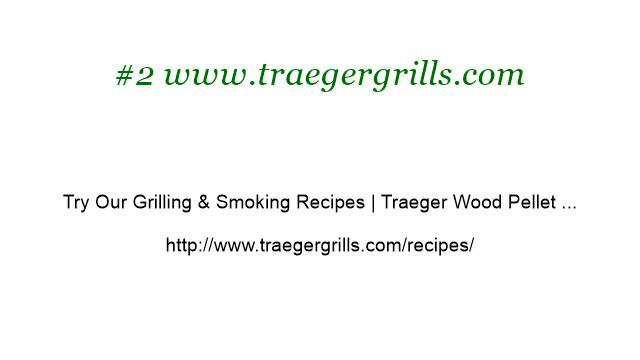 #2 www.traegergrills.com
Try Our Grilling & Smoking Recipes | Traeger Wood Pellet ...
http://www.traegergrills.com/recipes/